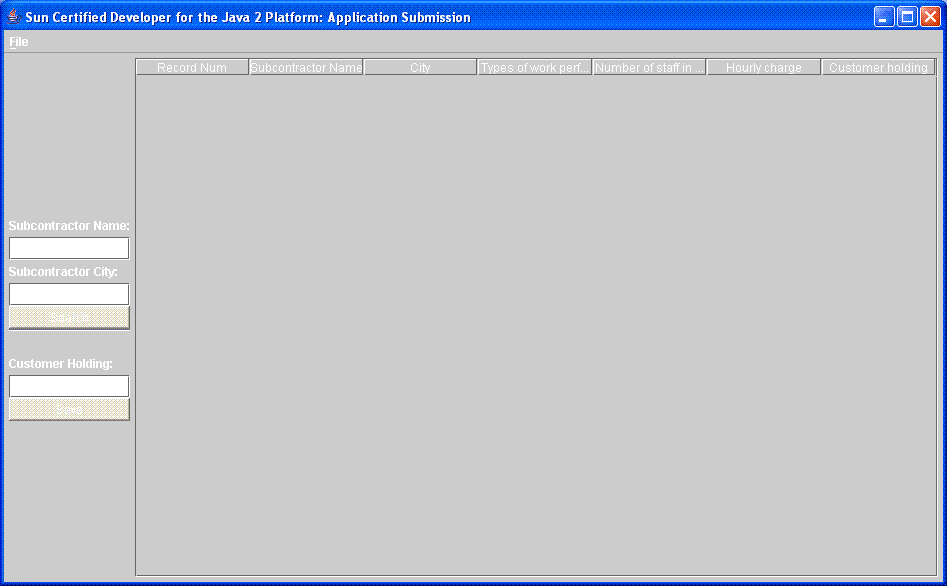 Sun Certified Developer for the Java 2 Platform: Application Submission
File
Record Num
Subcontractor Name
City
Types of work perf...
Number of staff in ...
Hourly charge
Customer holding
Subcontractor Name:
Subcontractor City:
Search
Customer Holding:
Save